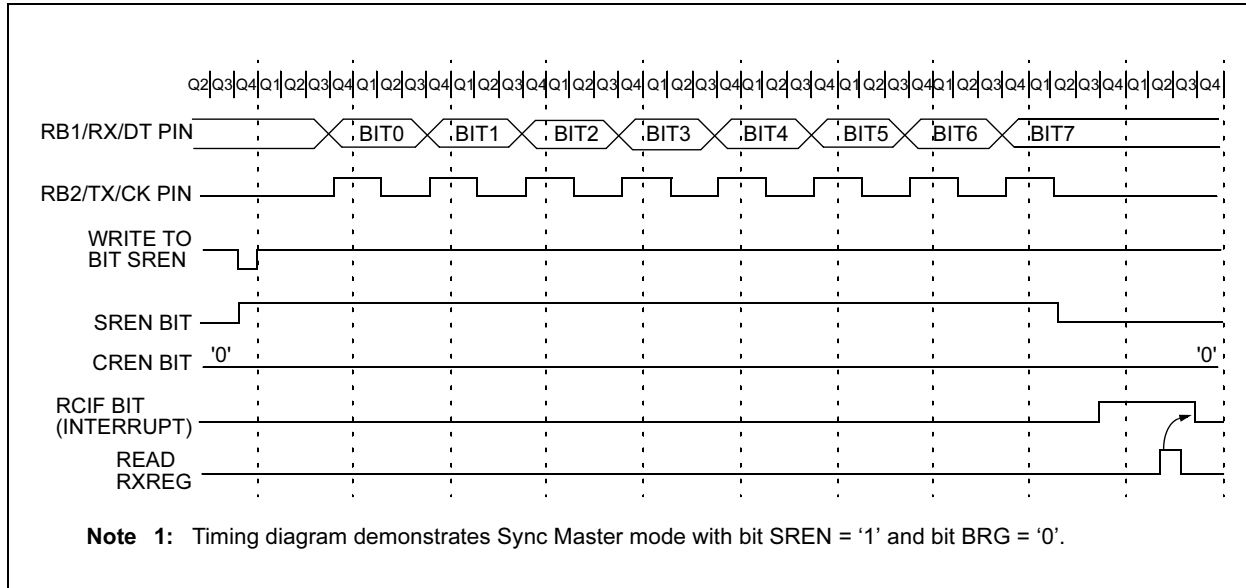 Q2 Q3 Q4 Q1 Q2 Q3 Q4 Q1 Q2 Q3 Q4 Q1 Q2 Q3 Q4 Q1 Q2 Q3 Q4 Q1 Q2 Q3 Q4 Q1 Q2 Q3 Q4 Q1 Q2 Q3 Q4 Q1 Q2 Q3 Q4 Q1 Q2 Q3 Q4 Q1 Q2 Q3 Q4
RB1/RX/DT PIN BIT0 BIT1 BIT2 BIT3 BIT4 BIT5 BIT6 BIT7
RB2/TX/CK PIN
WRITE TO
BIT SREN
SREN BIT
CREN BIT '0' '0'
RCIF BIT
(INTERRUPT)
READ
RXREG
Note 1: Timing diagram demonstrates Sync Master mode with bit SREN = ‘1’ and bit BRG = ‘0’.